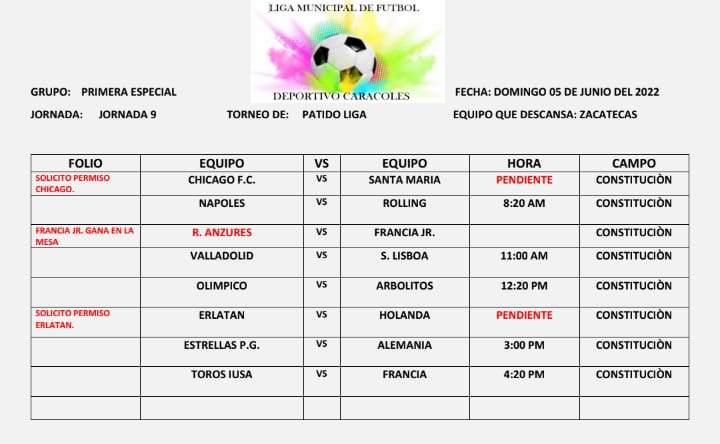 LIGA MUNICIPAL DE FUTBOL
DEPORTIVO CARACOLES
GRUPO: PRIMERA ESPECIAL FECHA: DOMINGO 05 DE JUNIO DEL 2022
JORNADA: JORNADA 9 TORNEO DE: PATIDO LIGA EQUIPO QUE DESCANSA: ZACATECAS
FOLIO EQUIPO VS EQUIPO HORA CAMPO
SOLICITO PERMISO
CHICAGO. CHICAGO F.C. VS SANTA MARIA PENDIENTE CONSTITUCIÒN
NAPOLES VS ROLLING 8:20 AM CONSTITUCIÒN
FRANCIA JR. GANA EN LA
MESA R. ANZURES VS FRANCIA JR. CONSTITUCIÒN
VALLADOLID VS S. LISBOA 11:00 AM CONSTITUCIÒN
OLIMPICO VS ARBOLITOS 12:20 PM CONSTITUCIÒN
SOLICITO PERMISO
ERLATAN. ERLATAN VS HOLANDA PENDIENTE CONSTITUCIÒN
ESTRELLAS P.G. VS ALEMANIA 3:00 PM CONSTITUCIÒN
TOROS IUSA VS FRANCIA 4:20 PM CONSTITUCIÒN